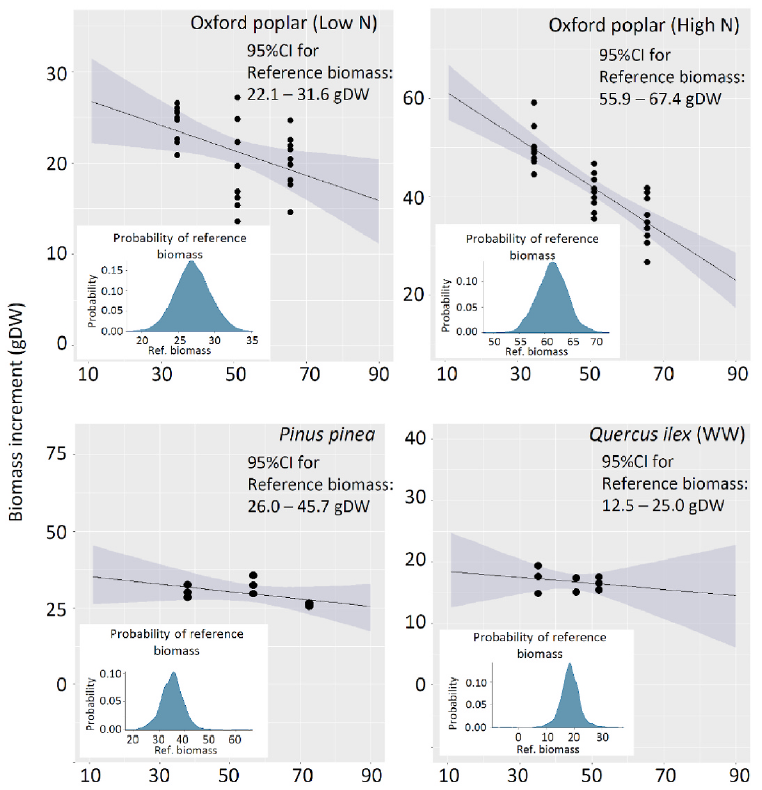 Biomass increment (gDW)
Oxford poplar (Low N)
95%CI for
Reference biomass:
22.1 – 31.6 gDW
30
20
10
0
Probability of reference
biomass
Probability
0.15
0.10
0.05
0.00
20 25 30 35
Ref. biomass
10 30 50 70 90
Oxford poplar (High N)
95%CI for
Reference biomass:
55.9 – 67.4 gDW
60
40
20
Probability of reference
biomass
Probability
0.10
0.05
0.00
50 55 60 65 70
Ref. biomass
10 30 50 70 90
Pinus pinea
95%CI for
Reference biomass:
26.0 – 45.7 gDW
75
50
25
0
Probability of reference
biomass
Probability
0.10
0.05
0.00
20 30 40 50 60
Ref. biomass
10 30 50 70 90
Quercus ilex (WW)
95%CI for
Reference biomass:
12.5 – 25.0 gDW
40
30
20
10
0
Probability of reference
biomass
Probability
0.10
0.05
0.00
0 10 20 30
Ref. biomass
10 30 50 70 90